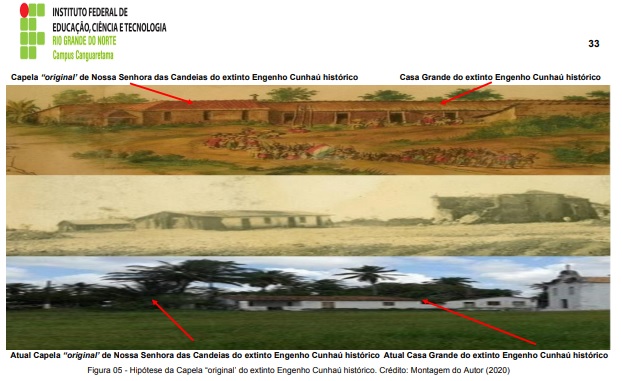 INSTITUTO FEDERAL DE
EDUCAÇÃO, CIÊNCIA E TECNOLOGIA
RIO GRANDE DO NORTE
Campus Canguaretama
33
Capela “original’ de Nossa Senhora das Candeias do extinto Engenho Cunhaú histórico
Casa Grande do extinto Engenho Cunhaú histórico
Atual Capela “original’ de Nossa Senhora das Candeias do extinto Engenho Cunhaú histórico
Atual Casa Grande do extinto Engenho Cunhaú histórico
Figura 05 - Hipótese da Capela “original’ do extinto Engenho Cunhaú histórico. Crédito: Montagem do Autor (2020)